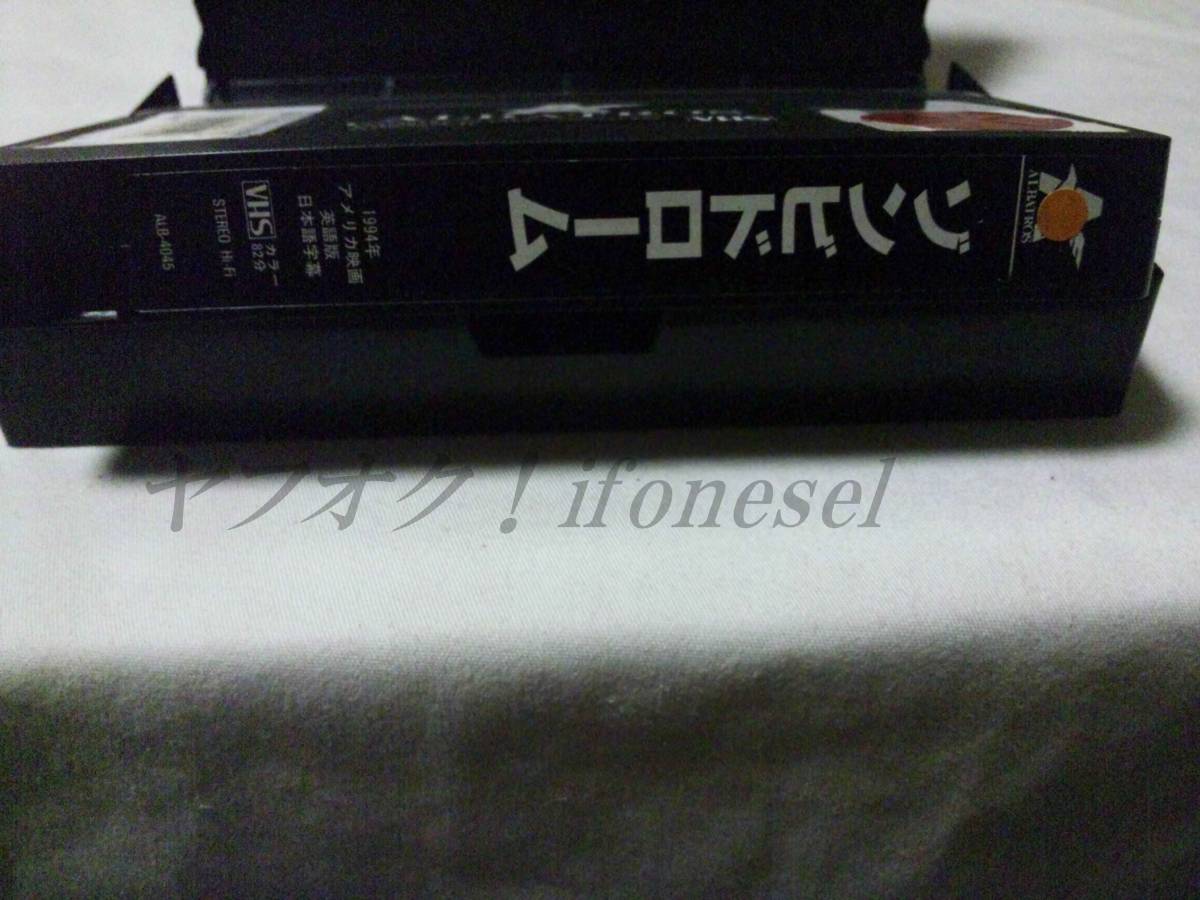 ALBATROS
ゾンビドローム
1994年
アメリカ映画
英語版
日本語字幕
VHS カラー
82分
STEREO Hi-Fi
ALB-4045
ヤフオク!ifonesel